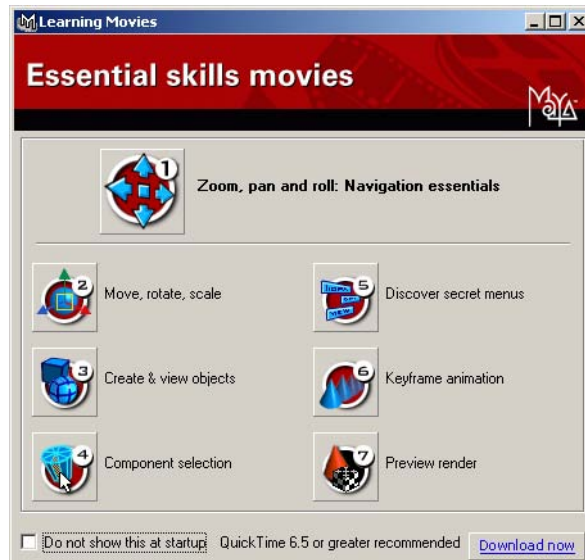 Learning Movies
Essential skills movies
MAYA
1
Zoom, pan and roll: Navigation essentials
2
Move, rotate, scale
5
Discover secret menus
3
Create & view objects
6
Keyframe animation
4
Component selection
7
Preview render
Do not show this at startup
QuickTime 6.5 or greater recommended
Download now